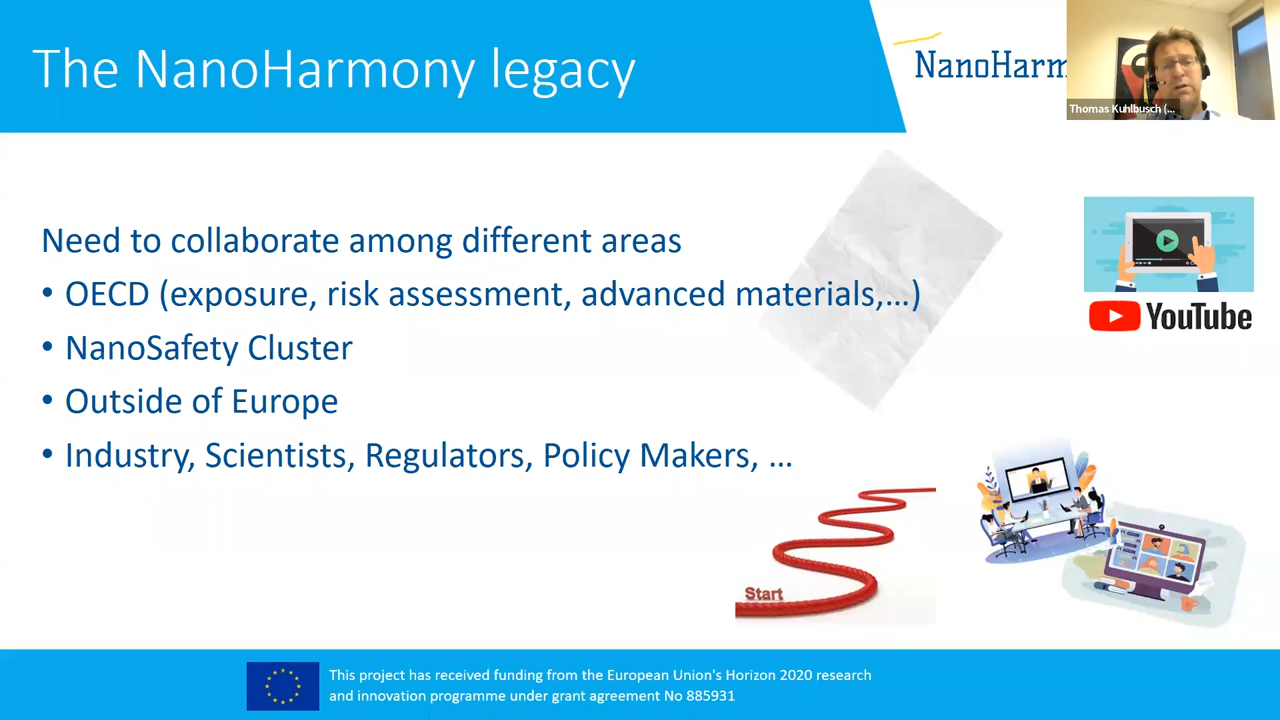 The NanoHarmony legacy
NanoHarm
Thomas Kuhlbusch (...
Need to collaborate among different areas
• OECD (exposure, risk assessment, advanced materials,...)
• NanoSafety Cluster
• Outside of Europe
• Industry, Scientists, Regulators, Policy Makers, ...
YouTube
Start
This project has received funding from the European Union's Horizon 2020 research
and innovation programme under grant agreement No 885931